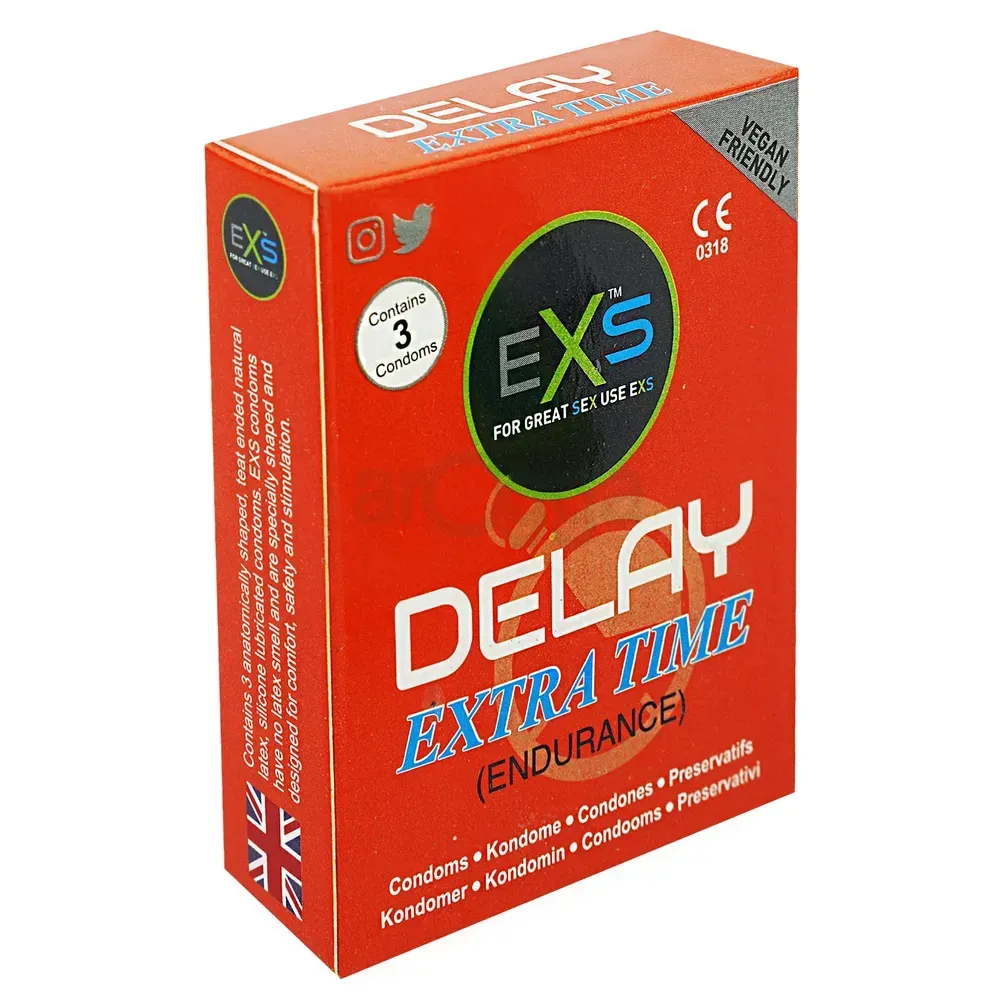 DELAY
EXTRA TIME
VEGAN
FRIENDLY
CE
0318
Contains
3
Condoms
EXS™
FOR GREAT SEX USE EXS
DELAY
EXTRA TIME
(ENDURANCE)
Condoms • Kondome • Condones • Preservatifs
Kondomer • Kondomin • Condooms • Preservativi
EXS
FOR GREAT SEX USE EXS
Contains 3 anatomically shaped, teat ended natural
latex, silicone lubricated condoms. EXS condoms
have no latex smell and are specially shaped and
designed for comfort, safety and stimulation.